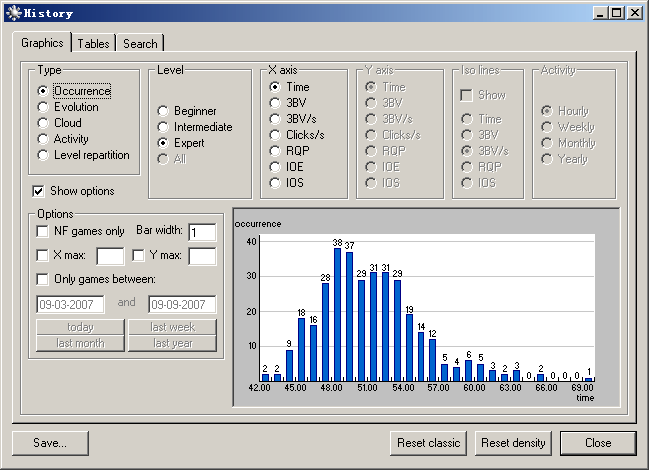 History
Graphics Tables Search
Type
Occurrence
Evolution
Cloud
Activity
Level repartition
Level
Beginner
Intermediate
Expert
All
X axis
Time
3BV
3BV/s
Clicks/s
RQP
IOE
IOS
Y axis
Time
3BV
3BV/s
Clicks/s
RQP
IOE
IOS
Iso lines
Show
Time
3BV
3BV/s
RQP
IOS
Activity
Hourly
Weekly
Monthly
Yearly
Show options
Options
NF games only Bar width: 1
X max: Y max:
Only games between:
09-03-2007 and 09-09-2007
today last week
last month last year
occurrence
40
30
20
10
2 2 9 18 16 28 38 37 29 31 31 29 19 14 12 5 4 6 5 3 2 3 0 2 0 0 0 1
42.00 45.00 48.00 51.00 54.00 57.00 60.00 63.00 66.00 69.00
time
Save... Reset classic Reset density Close